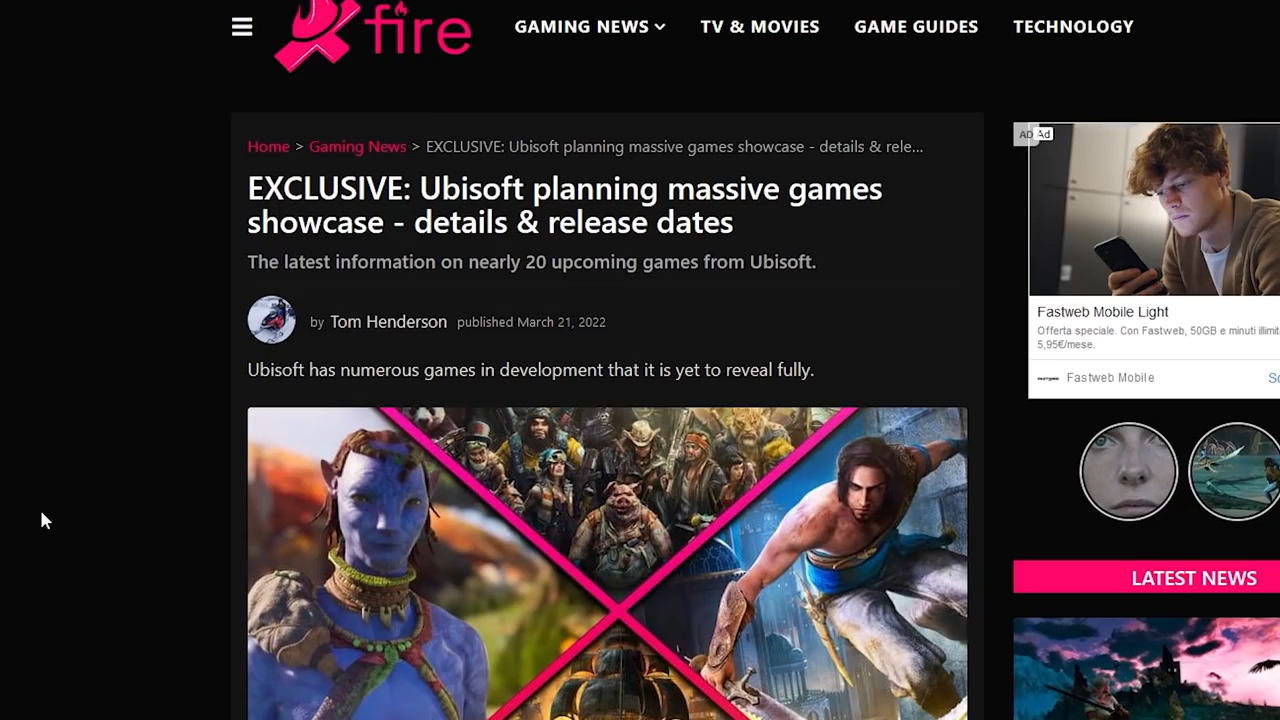 fire
GAMING NEWS
TV & MOVIES
GAME GUIDES
TECHNOLOGY
Home > Gaming News > EXCLUSIVE: Ubisoft planning massive games showcase - details & rele...
EXCLUSIVE: Ubisoft planning massive games
showcase - details & release dates
The latest information on nearly 20 upcoming games from Ubisoft.
by Tom Henderson published March 21, 2022
Ubisoft has numerous games in development that it is yet to reveal fully.
AD Ad
Fastweb Mobile Light
Offerta speciale. Con Fastweb, 50GB e minuti
5,95€/mese.
Fastweb Mobile
LATEST NEWS